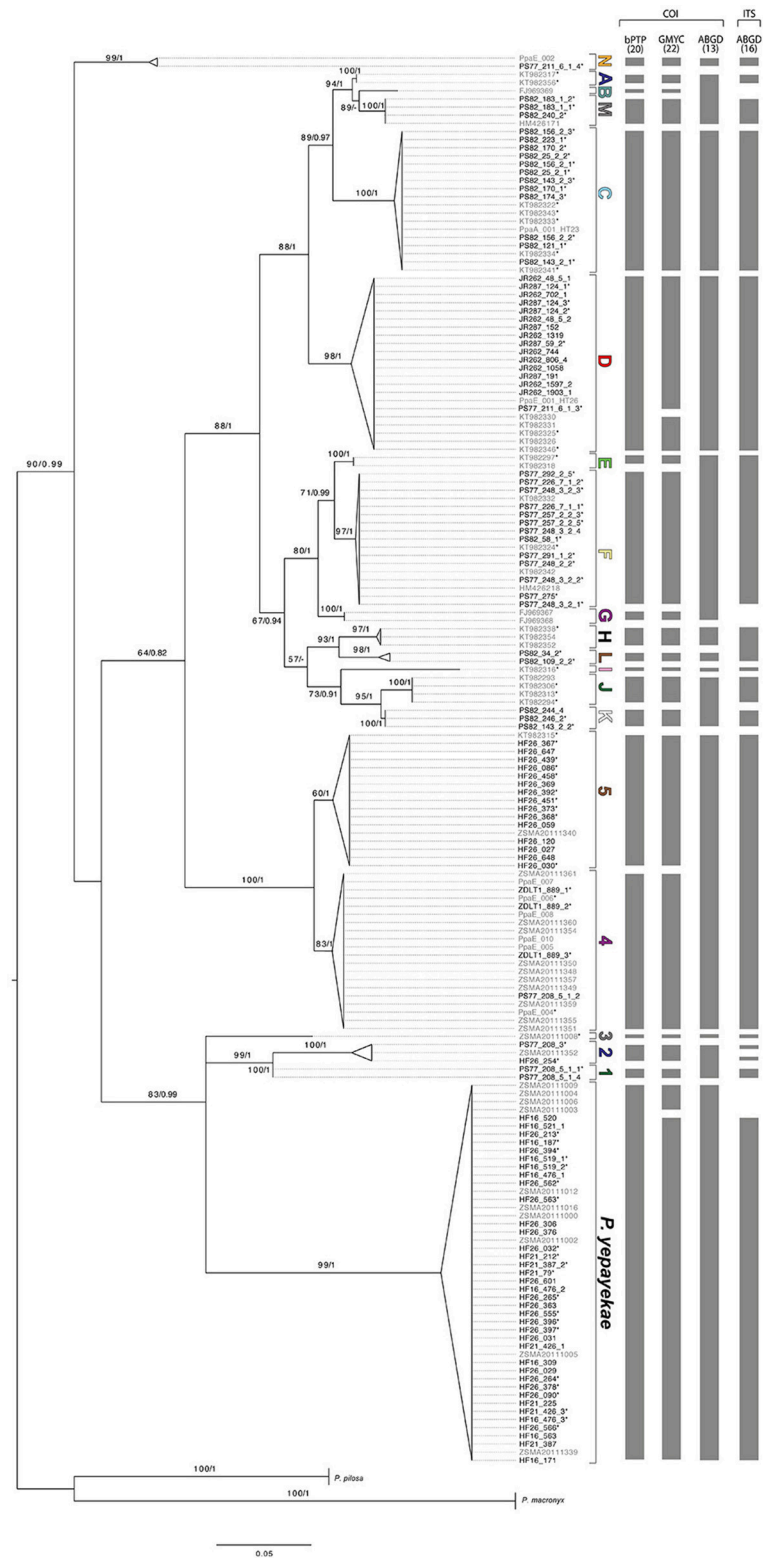 COI ITS
bPTP GMYC ABGD ABGD
(20) (22) (13) (16)
99/1
PpaE_002
PS77_211_6_1_4*
N
100/1
KT982317*
KT982356*
A
94/1
FJ969369
B
89/-
100/1
PS82_183_1_2*
PS82_183_1_1*
PS82_240_2*
HM426171
M
89/0.97
PS82_156_2_3*
PS82_223_1*
PS82_170_2*
PS82_25_2_2*
PS82_156_2_1*
PS82_25_2_1*
PS82_143_2_3*
PS82_170_1*
PS82_174_3*
KT982322*
KT982343*
KT982333*
PpaA_001_HT23
PS82_156_2_2*
PS82_121_1*
KT982334*
PS82_143_2_1*
KT982341*
100/1
C
88/1
JR262_48_5_1
JR287_124_1*
JR262_702_1
JR287_124_3*
JR287_124_2*
JR262_48_5_2
JR287_152
JR262_1319
JR287_59_2*
JR262_744
JR262_806_4
JR262_1058
JR287_191
JR262_1597_2
JR262_1903_1
PpaE_001_HT26
PS77_211_6_1_3*
KT982330
KT982331
KT982325*
KT982326
KT982346*
98/1
D
88/1
90/0.99
100/1
KT982297*
KT982318
E
71/0.99
PS77_292_2_5*
PS77_226_7_1_2*
PS77_248_3_2_3*
KT982332
PS77_226_7_1_1*
PS77_257_2_2_3*
PS77_257_2_2_5*
PS77_248_3_2_4
PS82_58_1*
KT982324*
PS77_291_1_2*
PS77_248_2_2*
KT982342
PS77_248_3_2_2*
HM426218
PS77_275*
PS77_248_3_2_1*
97/1
F
80/1
100/1
FJ969367
FJ969368
G
67/0.94
93/1
97/1
KT982338*
KT982354
KT982352
H
57/-
98/1
PS82_34_2*
PS82_109_2_2*
L
KT982316*
I
73/0.91
95/1
100/1
KT982293
KT982306*
KT982313*
KT982294*
J
100/1
PS82_244_4
PS82_246_2*
PS82_143_2_2*
K
64/0.82
KT982315*
HF26_367*
HF26_647
HF26_439*
HF26_086*
HF26_458*
HF26_369
HF26_392*
HF26_451*
HF26_373*
HF26_368*
HF26_059
ZSMA20111340
HF26_120
HF26_027
HF26_648
HF26_030*
60/1
5
100/1
ZSMA20111361
PpaE_007
ZDLT1_889_1*
PpaE_006*
ZDLT1_889_2*
PpaE_008
ZSMA20111360
ZSMA20111354
PpaE_010
PpaE_005
ZDLT1_889_3*
ZSMA20111350
ZSMA20111348
ZSMA20111357
ZSMA20111349
PS77_208_5_1_2
ZSMA20111359
PpaE_004*
ZSMA20111355
ZSMA20111351
83/1
4
ZSMA20111008*
3
99/1
100/1
PS77_208_3*
ZSMA20111352
HF26_254*
2
100/1
PS77_208_5_1_1*
PS77_208_5_1_4
1
83/0.99
ZSMA20111009
ZSMA20111004
ZSMA20111006
ZSMA20111003
HF16_520
HF16_521_1
HF26_213*
HF16_187*
HF26_394*
HF16_519_1*
HF16_519_2*
HF16_476_1
HF26_562*
ZSMA20111012
HF26_563*
ZSMA20111016
ZSMA20111000
HF26_306
HF26_376
ZSMA20111002
HF26_032*
HF21_212*
HF21_387_2*
HF21_79*
HF26_601
HF16_476_2
HF26_265*
HF26_363
HF26_555*
HF26_396*
HF26_397*
HF26_031
HF21_426_1
ZSMA20111005
HF16_309
HF26_029
HF26_264*
HF26_378*
HF26_090*
HF21_225
HF21_426_3*
HF16_476_3*
HF26_566*
HF16_563
HF21_387
ZSMA20111339
HF16_171
99/1
P. yepayekae
100/1
P. pilosa
100/1
P. macronyx
0.05